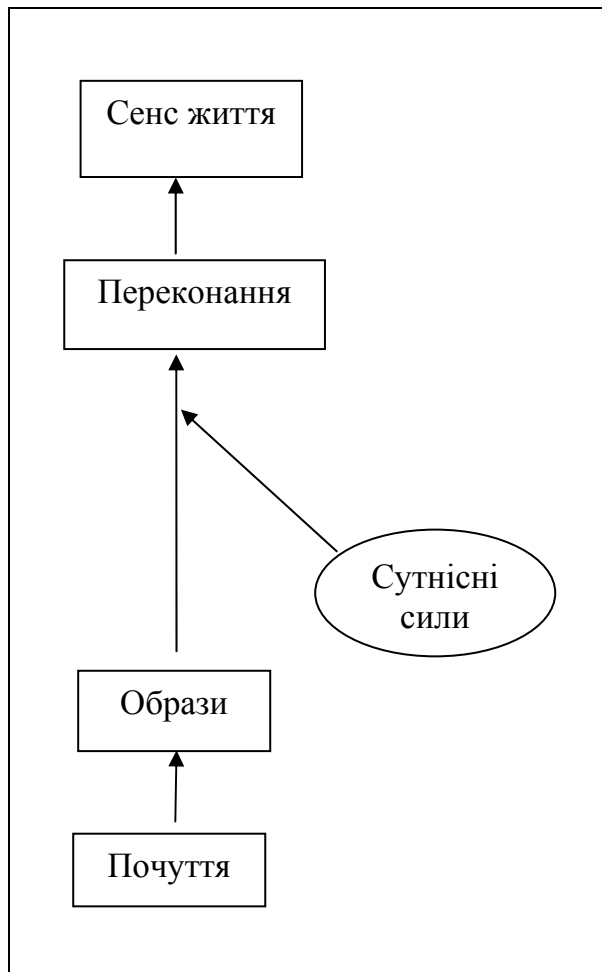 Сенс життя
Переконання
Сутнісні
сили
Образи
Почуття